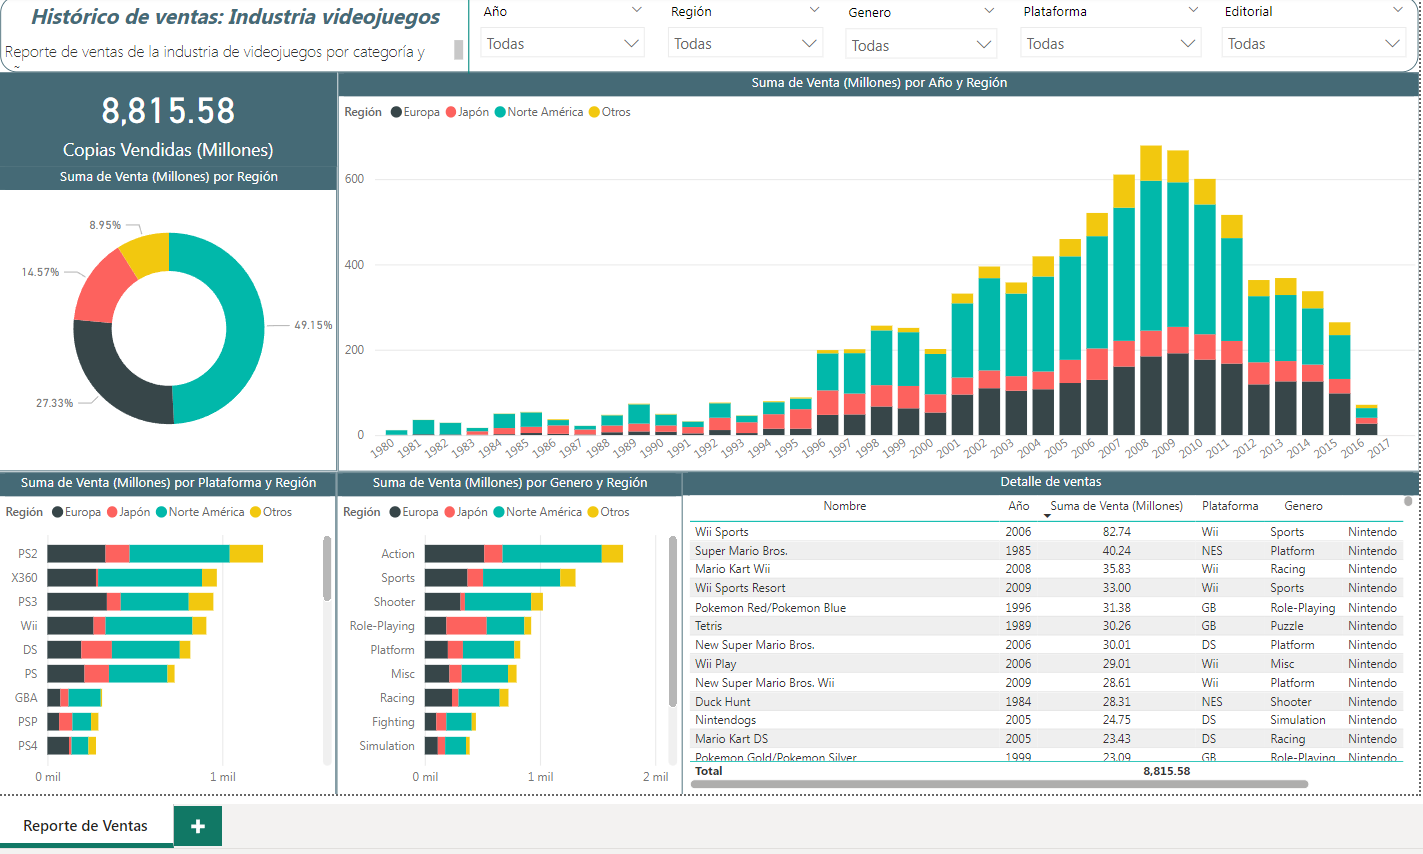 Histórico de ventas: Industria videojuegos
Reporte de ventas de la industria de videojuegos por categoría y
Año
Todas
Región
Todas
Genero
Todas
Plataforma
Todas
Editorial
Todas
8,815.58
Copias Vendidas (Millones)
Suma de Venta (Millones) por Región
8.95%
14.57%
49.15%
27.33%
Suma de Venta (Millones) por Año y Región
Región Europa Japón Norte América Otros
600
400
200
0
1980 1981 1982 1983 1984 1985 1986 1987 1988 1989 1990 1991 1992 1993 1994 1995 1996 1997 1998 1999 2000 2001 2002 2003 2004 2005 2006 2007 2008 2009 2010 2011 2012 2013 2014 2015 2016 2017
Suma de Venta (Millones) por Plataforma y Región
Región Europa Japón Norte América Otros
PS2
X360
PS3
Wii
DS
PS
GBA
PSP
PS4
0 mil 1 mil
Suma de Venta (Millones) por Genero y Región
Región Europa Japón Norte América Otros
Action
Sports
Shooter
Role-Playing
Platform
Misc
Racing
Fighting
Simulation
0 mil 1 mil 2 mil
Detalle de ventas
Nombre Año Suma de Venta (Millones) Plataforma Genero
Wii Sports 2006 82.74 Wii Sports Nintendo
Super Mario Bros. 1985 40.24 NES Platform Nintendo
Mario Kart Wii 2008 35.83 Wii Racing Nintendo
Wii Sports Resort 2009 33.00 Wii Sports Nintendo
Pokemon Red/Pokemon Blue 1996 31.38 GB Role-Playing Nintendo
Tetris 1989 30.26 GB Puzzle Nintendo
New Super Mario Bros. 2006 30.01 DS Platform Nintendo
Wii Play 2006 29.01 Wii Misc Nintendo
New Super Mario Bros. Wii 2009 28.61 Wii Platform Nintendo
Duck Hunt 1984 28.31 NES Shooter Nintendo
Nintendogs 2005 24.75 DS Simulation Nintendo
Mario Kart DS 2005 23.43 DS Racing Nintendo
Pokemon Gold/Pokemon Silver 1999 23.09 GB Role-Playing Nintendo
Total 8,815.58
Reporte de Ventas +